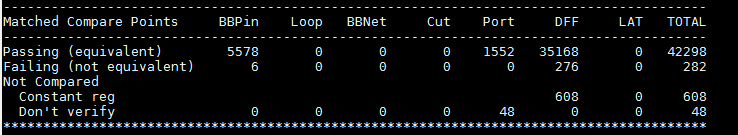 --------------------------------------------------------------------------------
Matched Compare Points     BBPin    Loop   BBNet     Cut    Port     DFF     LAT   TOTAL
--------------------------------------------------------------------------------
Passing (equivalent)        5578       0       0       0    1552   35168       0   42298
Failing (not equivalent)       6       0       0       0       0     276       0     282
Not Compared
  Constant reg                                                       608       0     608
  Don't verify                 0       0       0       0      48       0       0      48
********************************************************************************